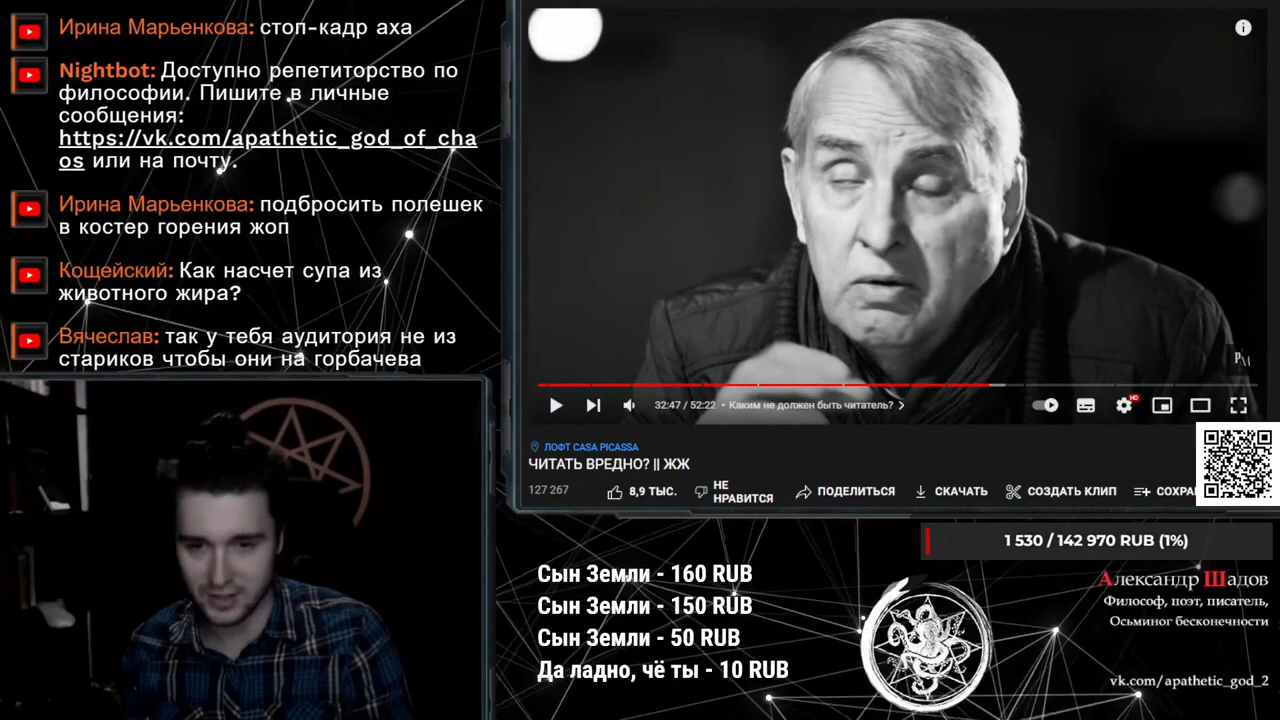 Ирина Марьенкова: стоп-кадр аха
Nightbot: Доступно репетиторство по
философии. Пишите в личные
сообщения:
https://vk.com/apathetic_god_of_cha
os или на почту.
Ирина Марьенкова: подбросить полешек
в костер горения жоп
Кощейский: Как насчет супа из
животного жира?
Вячеслав: так у тебя аудитория не из
стариков чтобы они на горбачева
32:47 / 52:22 • Каким не должен быть читатель?
HD
ЛОФТ CASA PICASSA
ЧИТАТЬ ВРЕДНО? || ЖЖ
127 267
8,9 ТЫС.
НЕ
НРАВИТСЯ
ПОДЕЛИТЬСЯ
СКАЧАТЬ
СОЗДАТЬ КЛИП
1 530 / 142 970 RUB (1%)
Сын Земли - 160 RUB
Сын Земли - 150 RUB
Сын Земли - 50 RUB
Да ладно, чё ты - 10 RUB
Александр Шадов
Философ, поэт, писатель,
Осьминог бесконечности
vk.com/apathetic_god_2